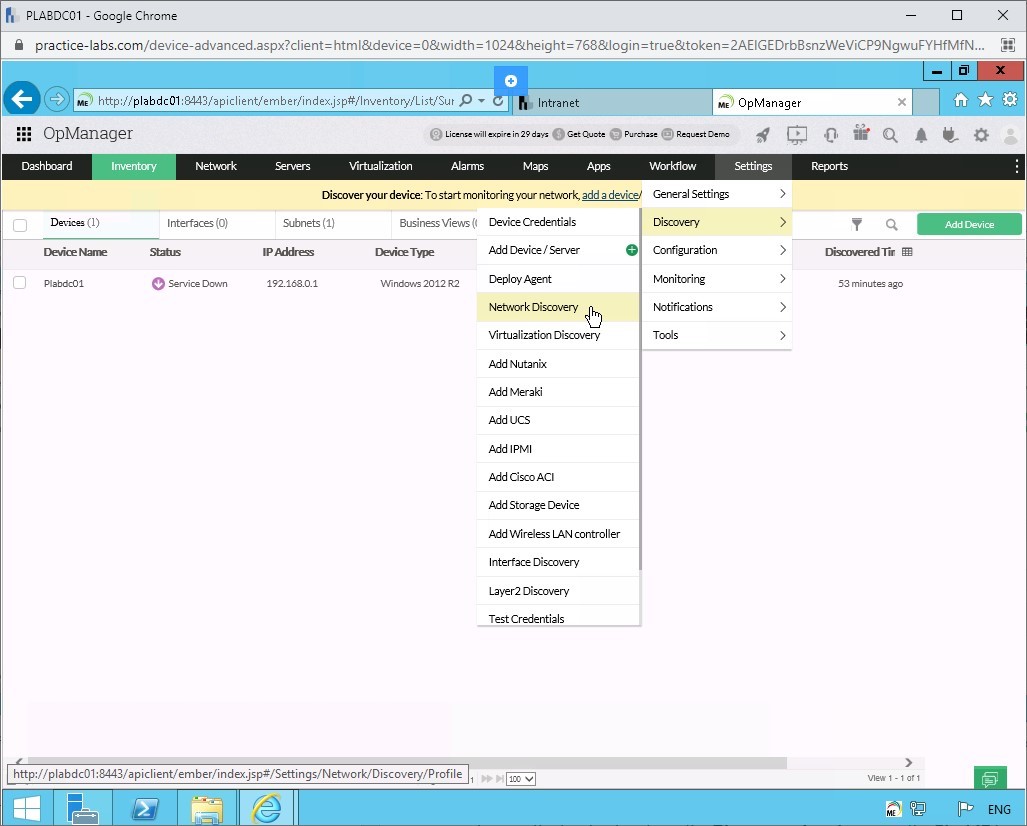 PLABDC01 - Google Chrome
practice-labs.com/device-advanced.aspx?client=html&device=0&width=1024&height=768&login=true&token=2AEIGEDrbBsnzWeViCP9NgwuFYHfMfN...
ME http://plabdc01:8443/apiclient/ember/index.jsp#/Inventory/List/Sur
Intranet
ME OpManager
OpManager
License will expire in 29 days
Get Quote
Purchase
Request Demo
Dashboard Inventory Network Servers Virtualization Alarms Maps Apps Workflow Settings Reports
Discover your device: To start monitoring your network, add a device/
General Settings
Discovery
Configuration
Monitoring
Notifications
Tools
Device Credentials
Add Device / Server
Deploy Agent
Network Discovery
Virtualization Discovery
Add Nutanix
Add Meraki
Add UCS
Add IPMI
Add Cisco ACI
Add Storage Device
Add Wireless LAN controller
Interface Discovery
Layer2 Discovery
Test Credentials
Devices (1) Interfaces (0) Subnets (1) Business Views (
Add Device
Device Name Status IP Address Device Type Discovered Tin
Plabdc01 Service Down 192.168.0.1 Windows 2012 R2 53 minutes ago
http://plabdc01:8443/apiclient/ember/index.jsp#/Settings/Network/Discovery/Profile
1
100
View 1 - 1 of 1
ME
ENG